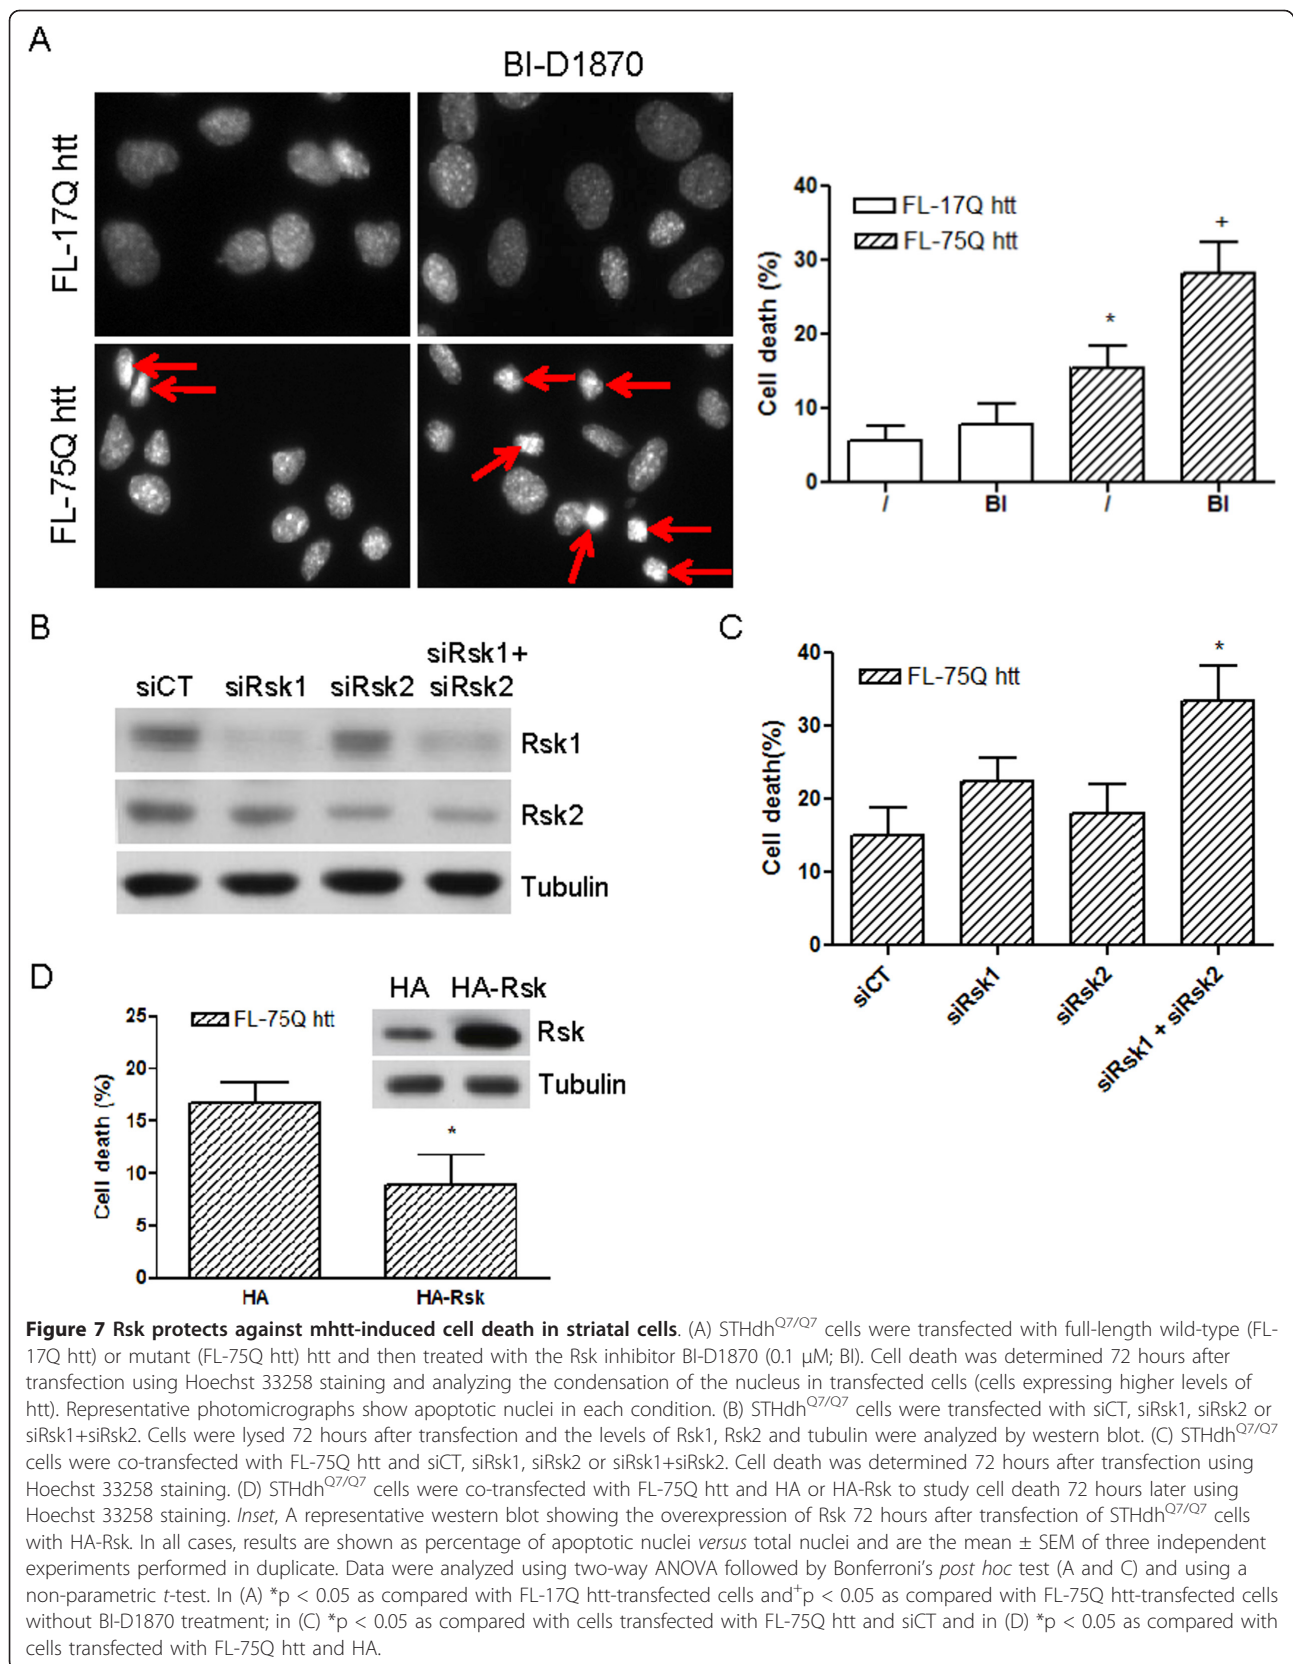 A
BI-D1870
FL-17Q htt
FL-75Q htt
Cell death (%)
40
30
20
10
0
FL-17Q htt
FL-75Q htt
*
+
/
BI
/
BI
B
siCT
siRsk1
siRsk2
siRsk1+
siRsk2
Rsk1
Rsk2
Tubulin
C
Cell death(%)
40
30
20
10
0
FL-75Q htt
*
siCT
siRsk1
siRsk2
siRsk1 + siRsk2
D
Cell death (%)
25
20
15
10
5
0
FL-75Q htt
HA
HA-Rsk
Rsk
Tubulin
*
HA
HA-Rsk
Figure 7 Rsk protects against mhtt-induced cell death in striatal cells. (A) STHdhQ7/Q7 cells were transfected with full-length wild-type (FL-
17Q htt) or mutant (FL-75Q htt) htt and then treated with the Rsk inhibitor BI-D1870 (0.1 μM; BI). Cell death was determined 72 hours after
transfection using Hoechst 33258 staining and analyzing the condensation of the nucleus in transfected cells (cells expressing higher levels of
htt). Representative photomicrographs show apoptotic nuclei in each condition. (B) STHdhQ7/Q7 cells were transfected with siCT, siRsk1, siRsk2 or
siRsk1+siRsk2. Cells were lysed 72 hours after transfection and the levels of Rsk1, Rsk2 and tubulin were analyzed by western blot. (C) STHdhQ7/Q7
cells were co-transfected with FL-75Q htt and siCT, siRsk1, siRsk2 or siRsk1+siRsk2. Cell death was determined 72 hours after transfection using
Hoechst 33258 staining. (D) STHdhQ7/Q7 cells were co-transfected with FL-75Q htt and HA or HA-Rsk to study cell death 72 hours later using
Hoechst 33258 staining. Inset, A representative western blot showing the overexpression of Rsk 72 hours after transfection of STHdhQ7/Q7 cells
with HA-Rsk. In all cases, results are shown as percentage of apoptotic nuclei versus total nuclei and are the mean ± SEM of three independent
experiments performed in duplicate. Data were analyzed using two-way ANOVA followed by Bonferroni's post hoc test (A and C) and using a
non-parametric t-test. In (A) *p < 0.05 as compared with FL-17Q htt-transfected cells and+p < 0.05 as compared with FL-75Q htt-transfected cells
without BI-D1870 treatment; in (C) *p < 0.05 as compared with cells transfected with FL-75Q htt and siCT and in (D) *p < 0.05 as compared with
cells transfected with FL-75Q htt and HA.